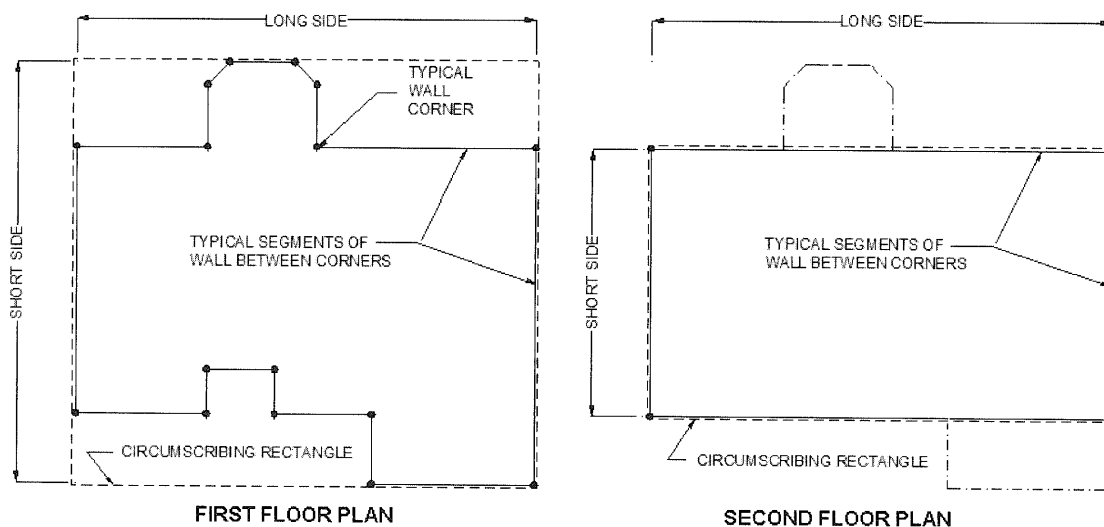 LONG SIDE
TYPICAL
WALL
CORNER
SHORT SIDE
TYPICAL SEGMENTS OF
WALL BETWEEN CORNERS
CIRCUMSCRIBING RECTANGLE
FIRST FLOOR PLAN
LONG SIDE
SHORT SIDE
TYPICAL SEGMENTS OF
WALL BETWEEN CORNERS
CIRCUMSCRIBING RECTANGLE
SECOND FLOOR PLAN